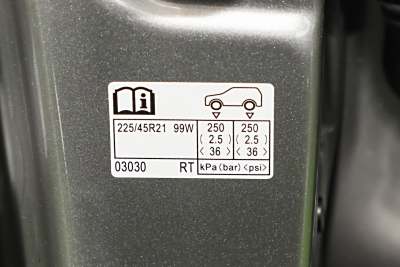 225/45R21 99W 250 250
(2.5) (2.5)
<36> <36>
03030 RT kPa(bar)<psi>